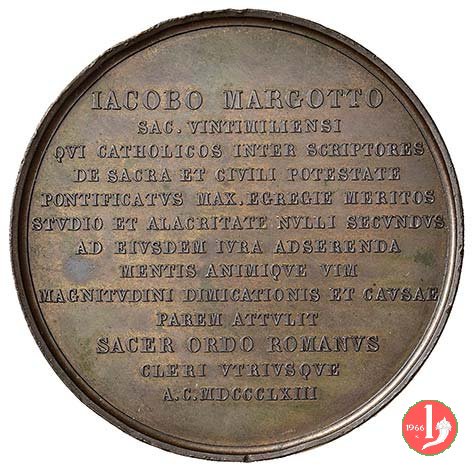 IACOBO MARGOTTO
SAC. VINTIMILIENSI
QVI CATHOLICOS INTER SCRIPTORES
DE SACRA ET CIVILI POTESTATE
PONTIFICATVS MAX. EGREGIE MERITOS
STVDIO ET ALACRITATE NVLLI SECVNDVS
AD EIVSDEM IVRA ADSERENDA
MENTIS ANIMIQVE VIM
MAGNITVDINI DIMICATIONIS ET CAVSAE
PAREM ATTVLIT
SACER ORDO ROMANVS
CLERI VTRIVSQVE
A.C.MDCCCLXIII
1966